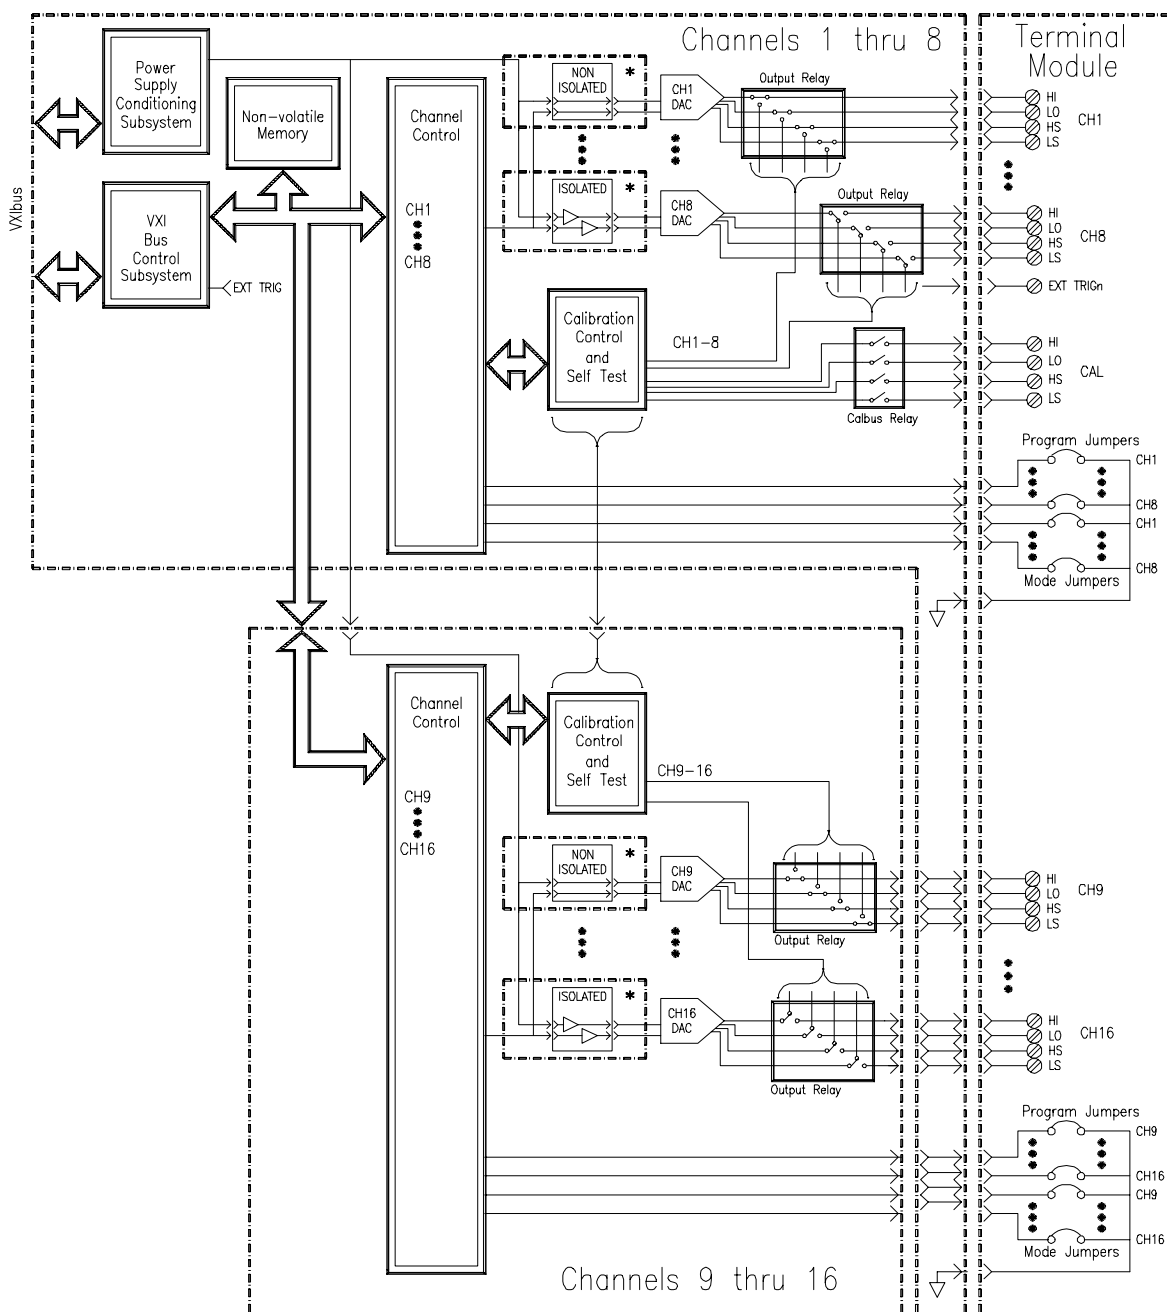 Channels 1 thru 8
Terminal
Module
Power
Supply
Conditioning
Subsystem
Non-volatile
Memory
Channel
Control
CH1
CH8
NON
ISOLATED
*
CH1
DAC
Output Relay
HI
LO
HS
LS
CH1
VXIbus
VXI
Bus
Control
Subsystem
EXT TRIG
ISOLATED
*
CH8
DAC
Output Relay
HI
LO
HS
LS
CH8
EXT TRIGn
Calibration
Control
and
Self Test
CH1-8
Calbus Relay
HI
LO
HS
LS
CAL
Program Jumpers
CH1
CH8
CH1
CH8
Mode Jumpers
Channel
Control
CH9
CH16
Calibration
Control
and
Self Test
CH9-16
NON
ISOLATED
*
CH9
DAC
Output Relay
HI
LO
HS
LS
CH9
ISOLATED
*
CH16
DAC
Output Relay
HI
LO
HS
LS
CH16
Program Jumpers
CH9
CH16
CH9
CH16
Mode Jumpers
Channels 9 thru 16